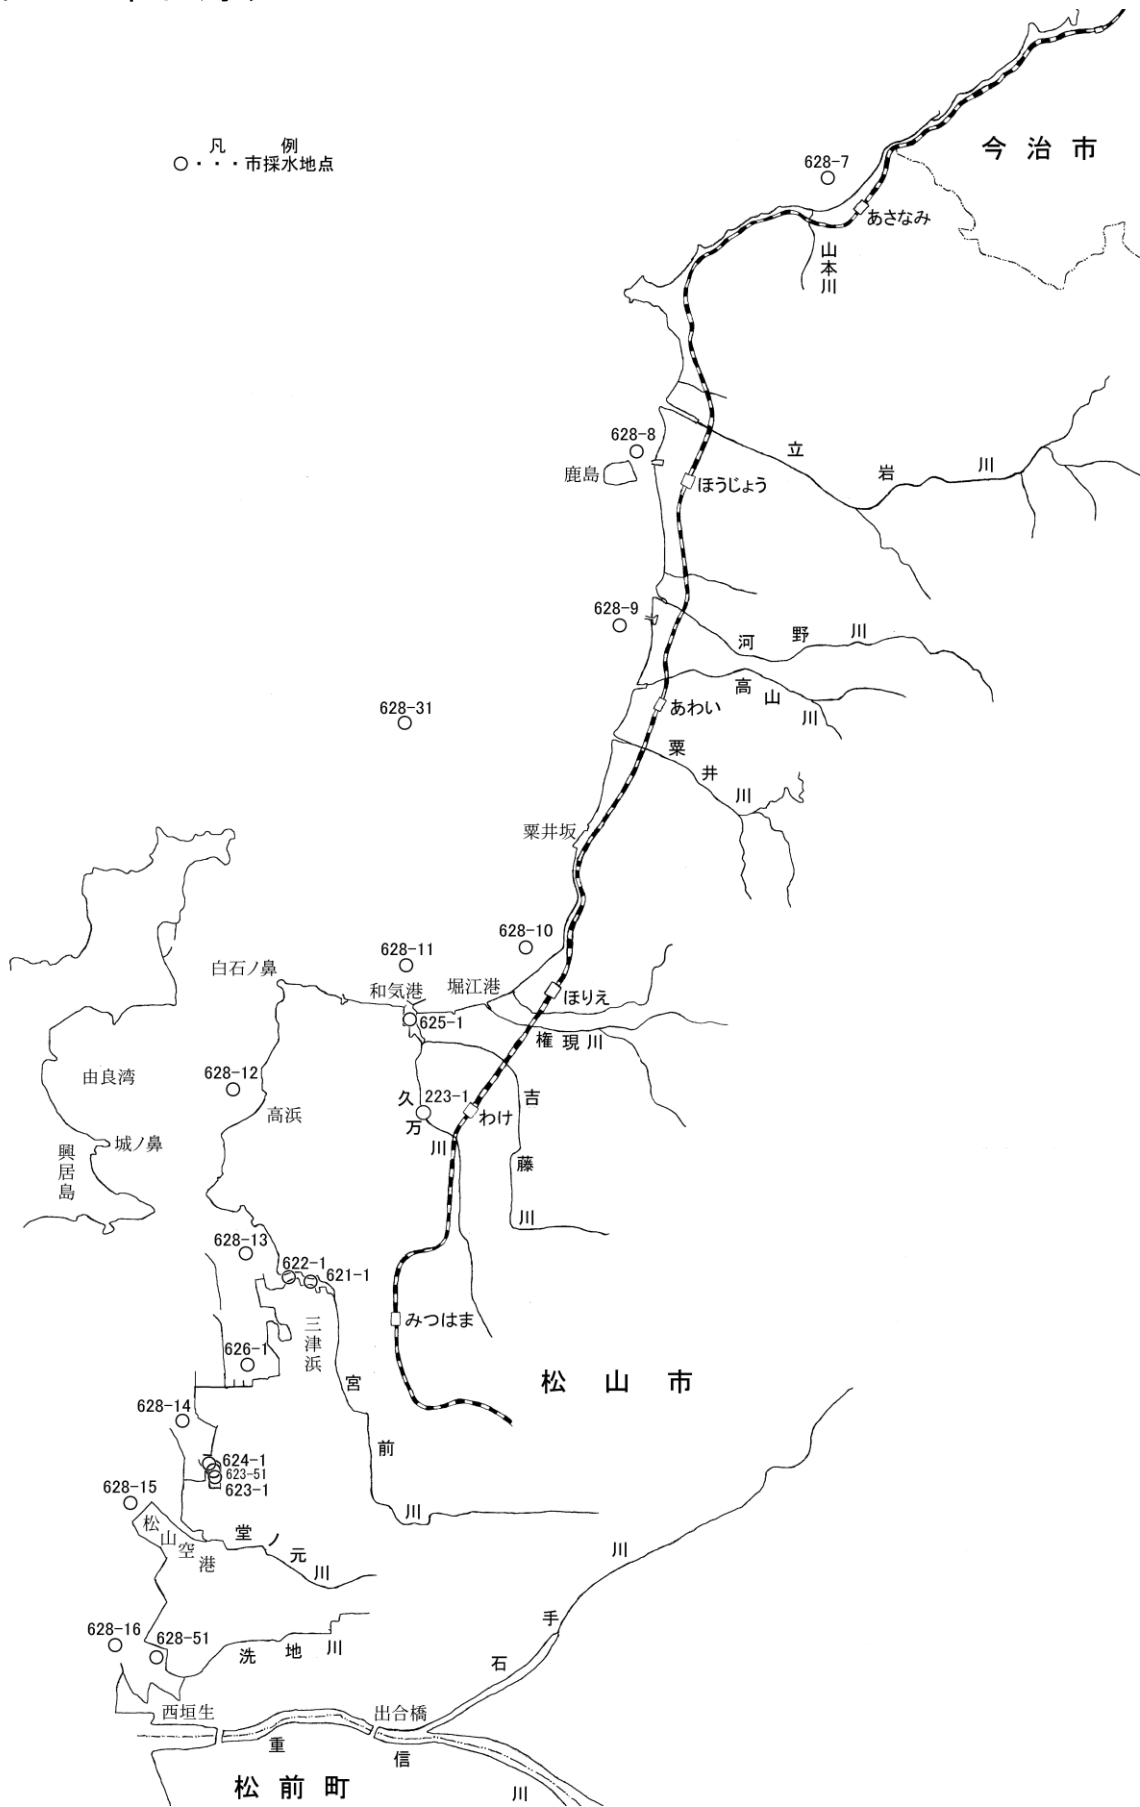 凡例
○・・・市採水地点
今治市
628-7
あさなみ
山本川
628-8
鹿島
ほうじょう
立岩川
628-9
河野川
高山川
あわい
628-31
粟井川
粟井坂
628-10
628-11
白石ノ鼻
和気港
堀江港
ほりえ
625-1
権現川
由良湾
628-12
高浜
久万川
223-1
わけ
吉藤川
城ノ鼻
興居島
628-13
622-1
621-1
三津浜
みつはま
626-1
宮前川
松山市
628-14
624-1
623-51
623-1
628-15
松山空港
堂ノ元川
石手川
628-16
628-51
洗地川
西垣生
出合橋
重信川
松前町